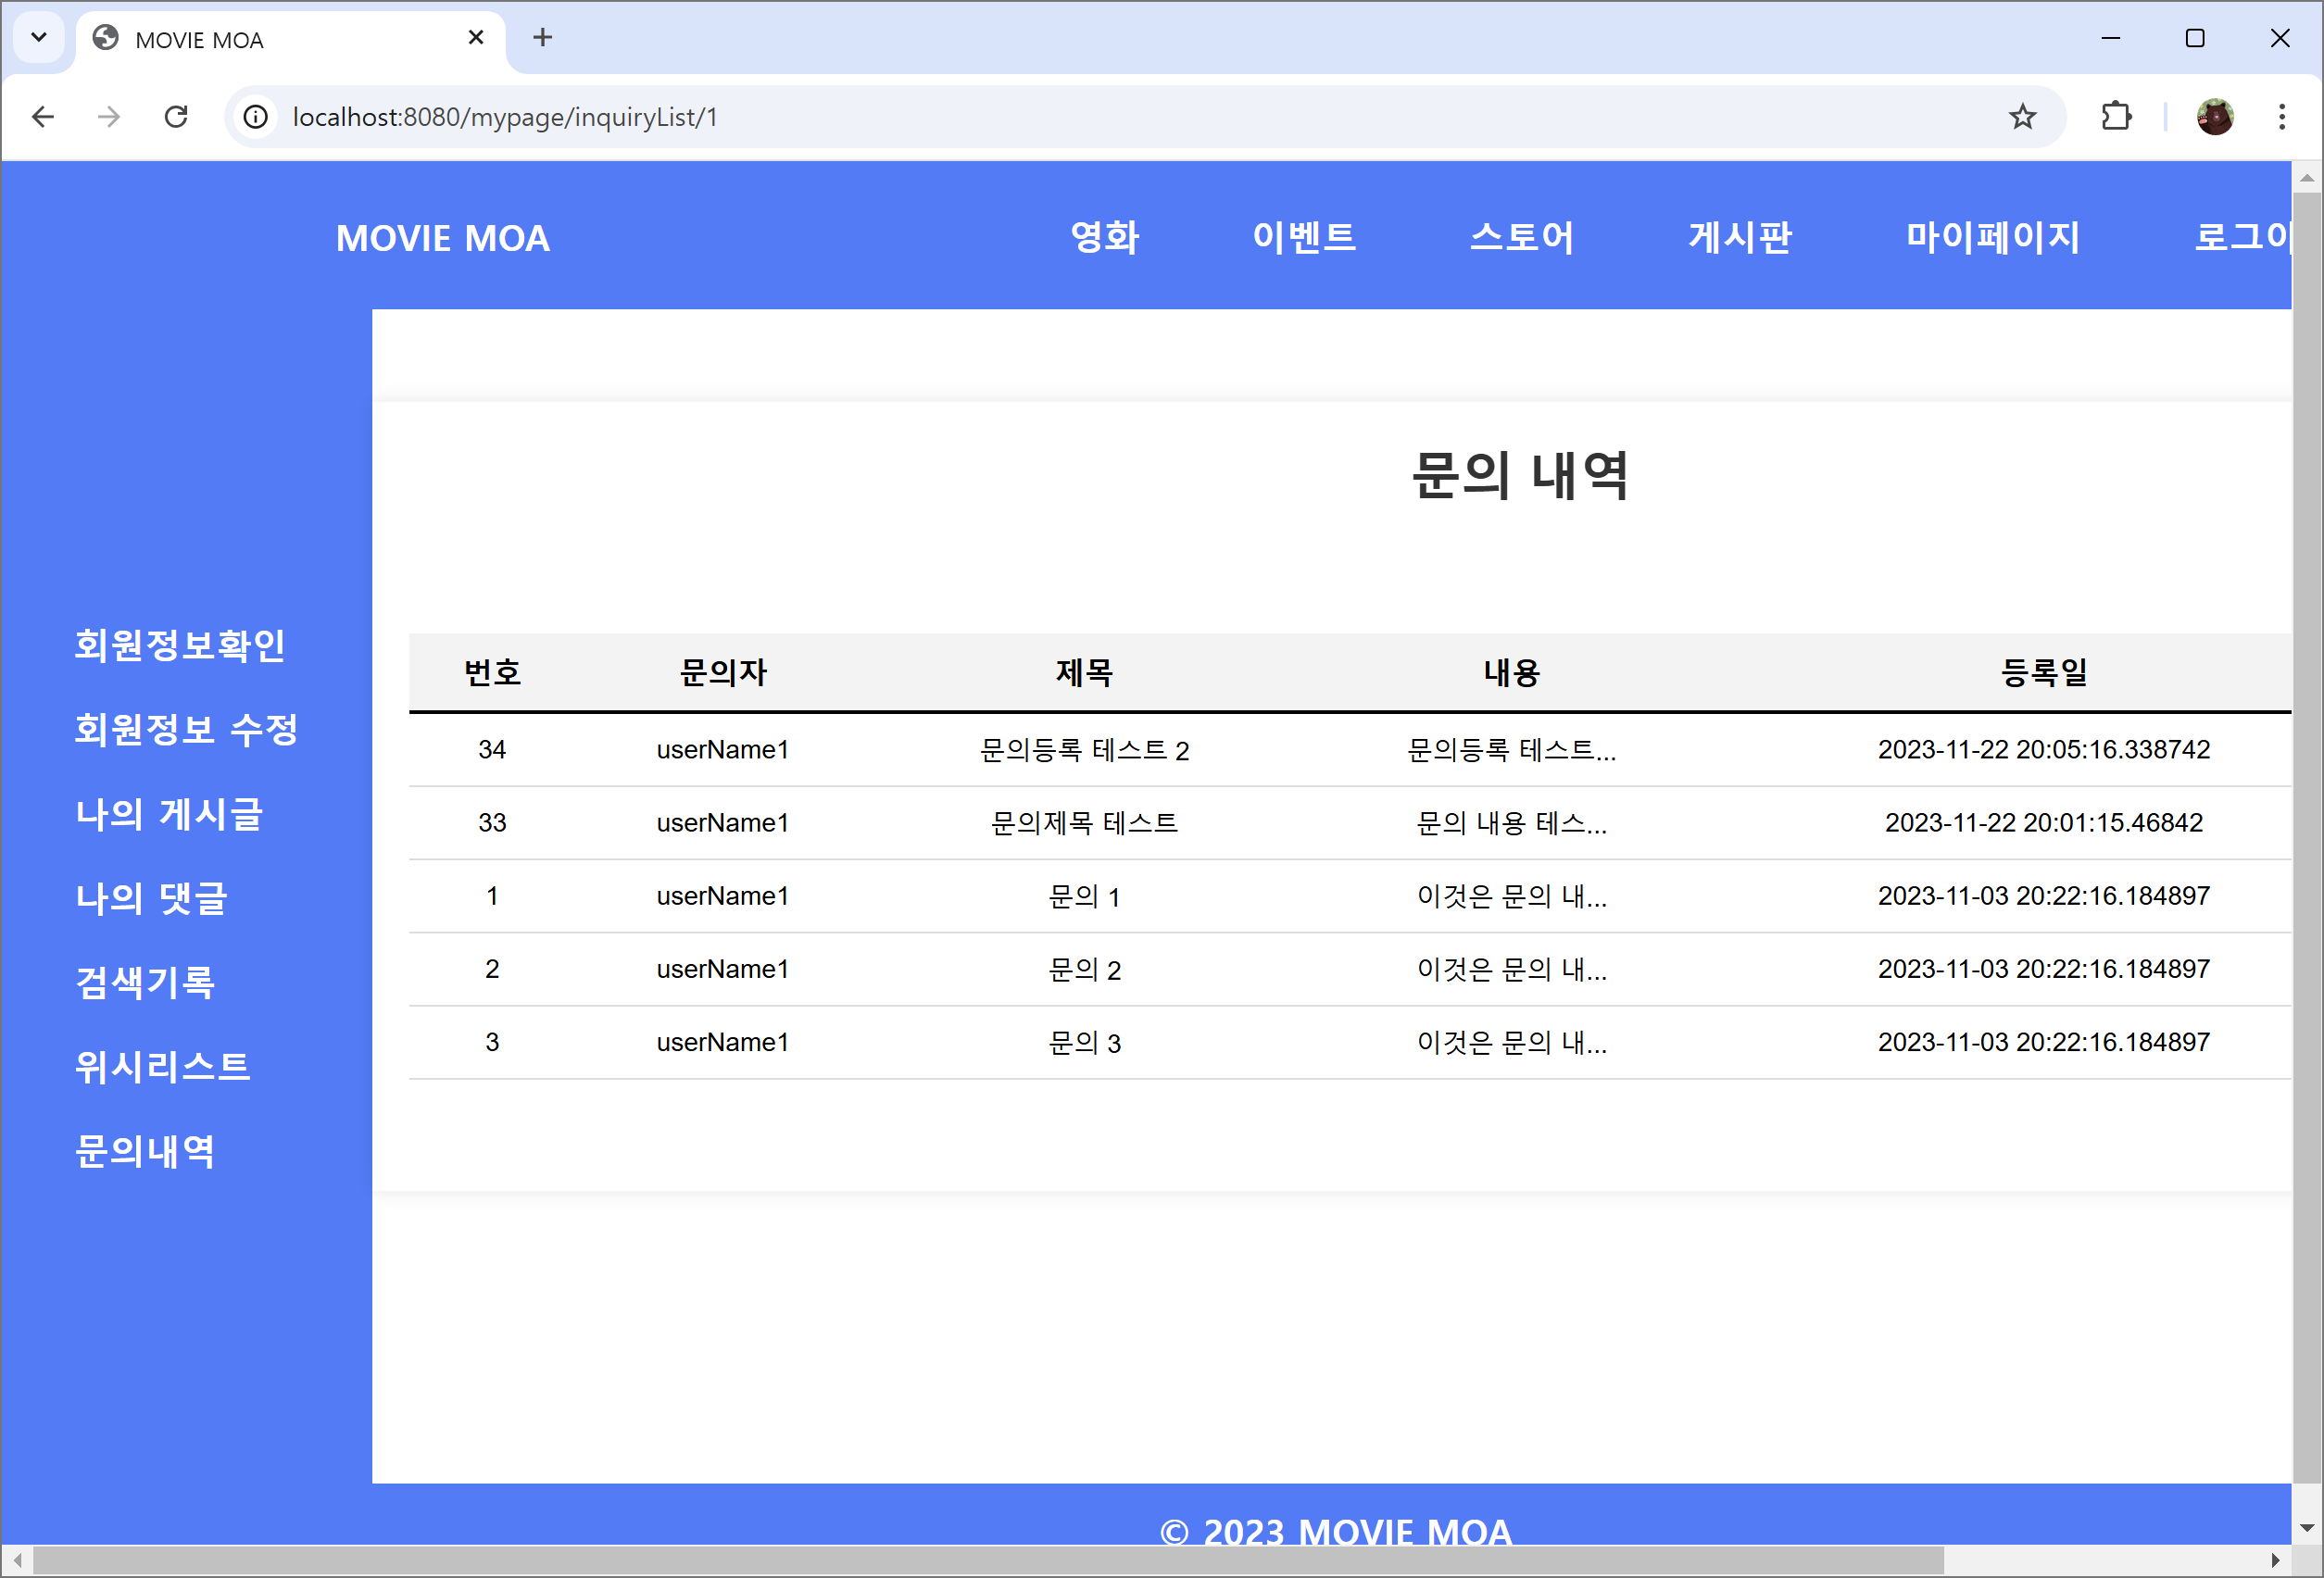 MOVIE MOA
localhost:8080/mypage/inquiryList/1
MOVIE MOA 영화 이벤트 스토어 게시판 마이페이지
문의 내역
회원정보확인
회원정보 수정
나의 게시글
나의 댓글
검색기록
위시리스트
문의내역
번호 문의자 제목 내용 등록일
34 userName1 문의등록 테스트 2 문의등록 테스트... 2023-11-22 20:05:16.338742
33 userName1 문의제목 테스트 문의 내용 테스... 2023-11-22 20:01:15.46842
1 userName1 문의 1 이것은 문의 내... 2023-11-03 20:22:16.184897
2 userName1 문의 2 이것은 문의 내... 2023-11-03 20:22:16.184897
3 userName1 문의 3 이것은 문의 내... 2023-11-03 20:22:16.184897
© 2023 MOVIE MOA